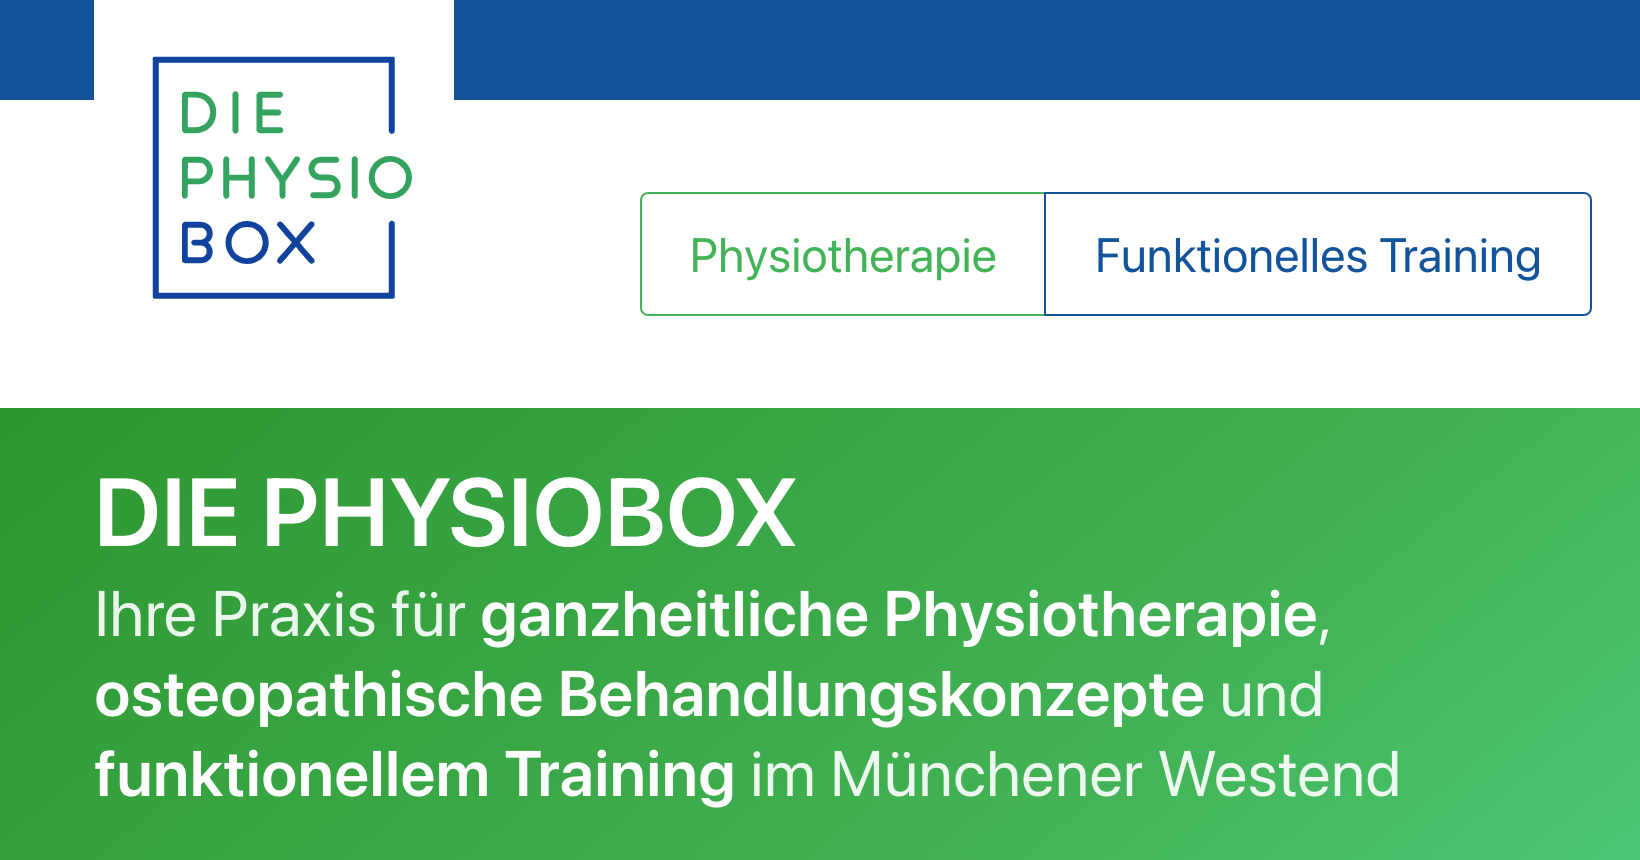 DIE
PHYSIO
BOX
Physiotherapie
Funktionelles Training
DIE PHYSIOBOX
Ihre Praxis für ganzheitliche Physiotherapie,
osteopathische Behandlungskonzepte und
funktionellem Training im Münchener Westend